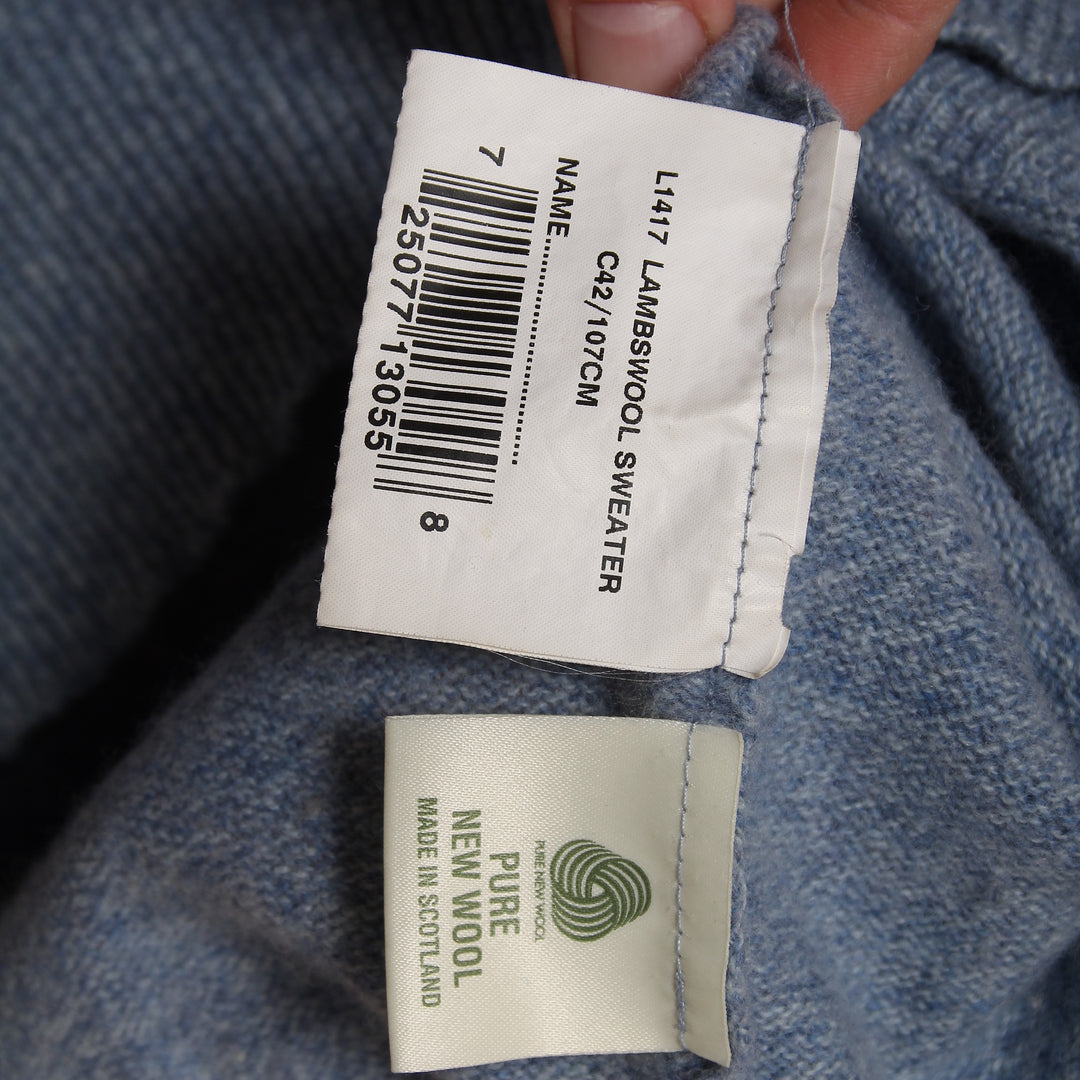 L1417 LAMBSWOOL SWEATER
C42/107CM
NAME..............................
7 25077 13055 8
PURE NEW WOOL
PURE
NEW WOOL
MADE IN SCOTLAND